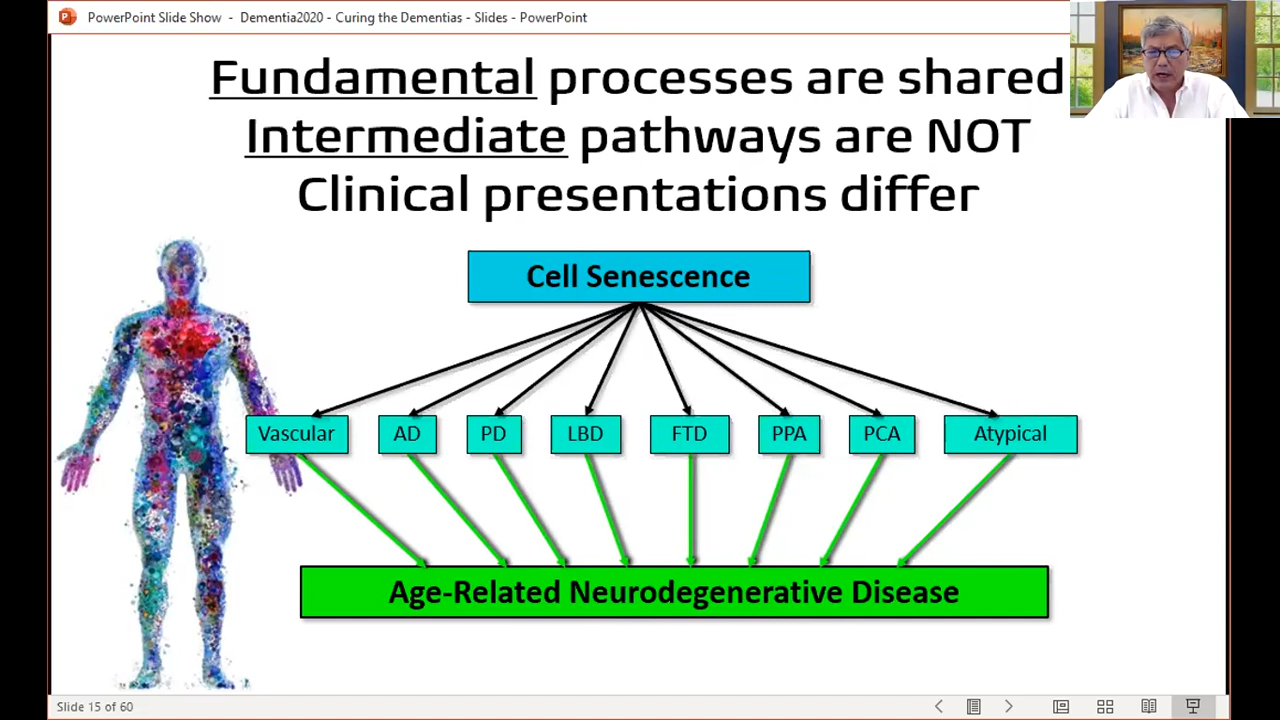 PowerPoint Slide Show - Dementia2020 - Curing the Dementias - Slides - PowerPoint
Fundamental processes are shared
Intermediate pathways are NOT
Clinical presentations differ
Cell Senescence
Vascular
AD
PD
LBD
FTD
PPA
PCA
Atypical
Age-Related Neurodegenerative Disease
Slide 15 of 60